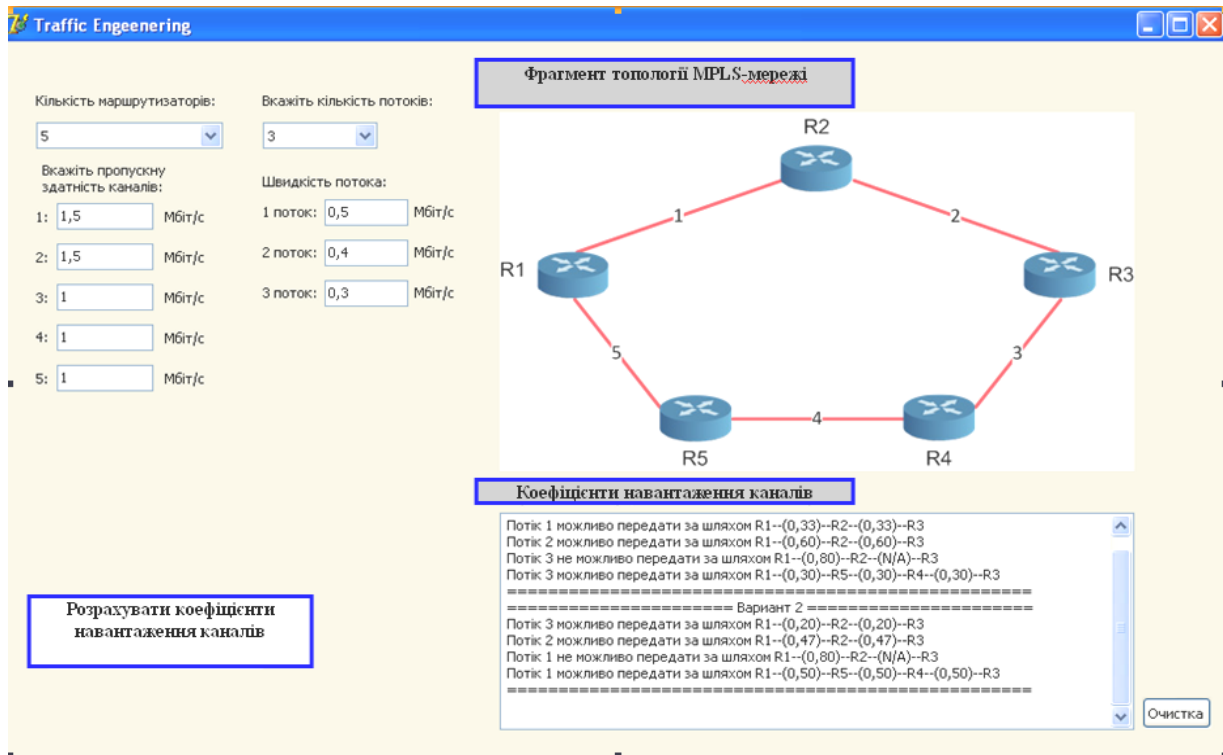 Traffic Engeenering
Фрагмент топології MPLS-мережі
Кількість маршрутизаторів:
Вкажіть кількість потоків:
5
3
Вкажіть пропускну
здатність каналів:
Швидкість потока:
1: 1,5 Мбіт/с
1 поток: 0,5 Мбіт/с
2: 1,5 Мбіт/с
2 поток: 0,4 Мбіт/с
3: 1 Мбіт/с
3 поток: 0,3 Мбіт/с
4: 1 Мбіт/с
5: 1 Мбіт/с
R2
1
2
R1
R3
5
3
4
R5
R4
Коефіцієнти навантаження каналів
Потік 1 можливо передати за шляхом R1--(0,33)--R2--(0,33)--R3
Потік 2 можливо передати за шляхом R1--(0,60)--R2--(0,60)--R3
Потік 3 не можливо передати за шляхом R1--(0,80)--R2--(N/A)--R3
Потік 3 можливо передати за шляхом R1--(0,30)--R5--(0,30)--R4--(0,30)--R3
=====================================================
======================= Вариант 2 =======================
Потік 3 можливо передати за шляхом R1--(0,20)--R2--(0,20)--R3
Потік 2 можливо передати за шляхом R1--(0,47)--R2--(0,47)--R3
Потік 1 не можливо передати за шляхом R1--(0,80)--R2--(N/A)--R3
Потік 1 можливо передати за шляхом R1--(0,50)--R5--(0,50)--R4--(0,50)--R3
=====================================================
Розрахувати коефіцієнти
навантаження каналів
Очистка